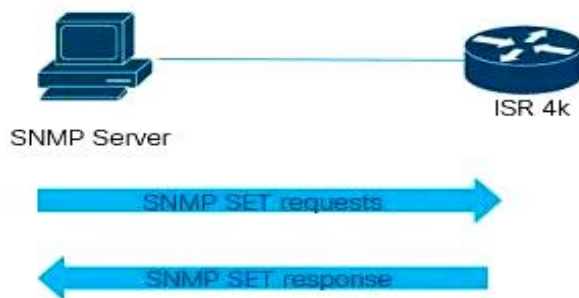 ISR 4k
SNMP Server
SNMP SET requests
SNMP SET response